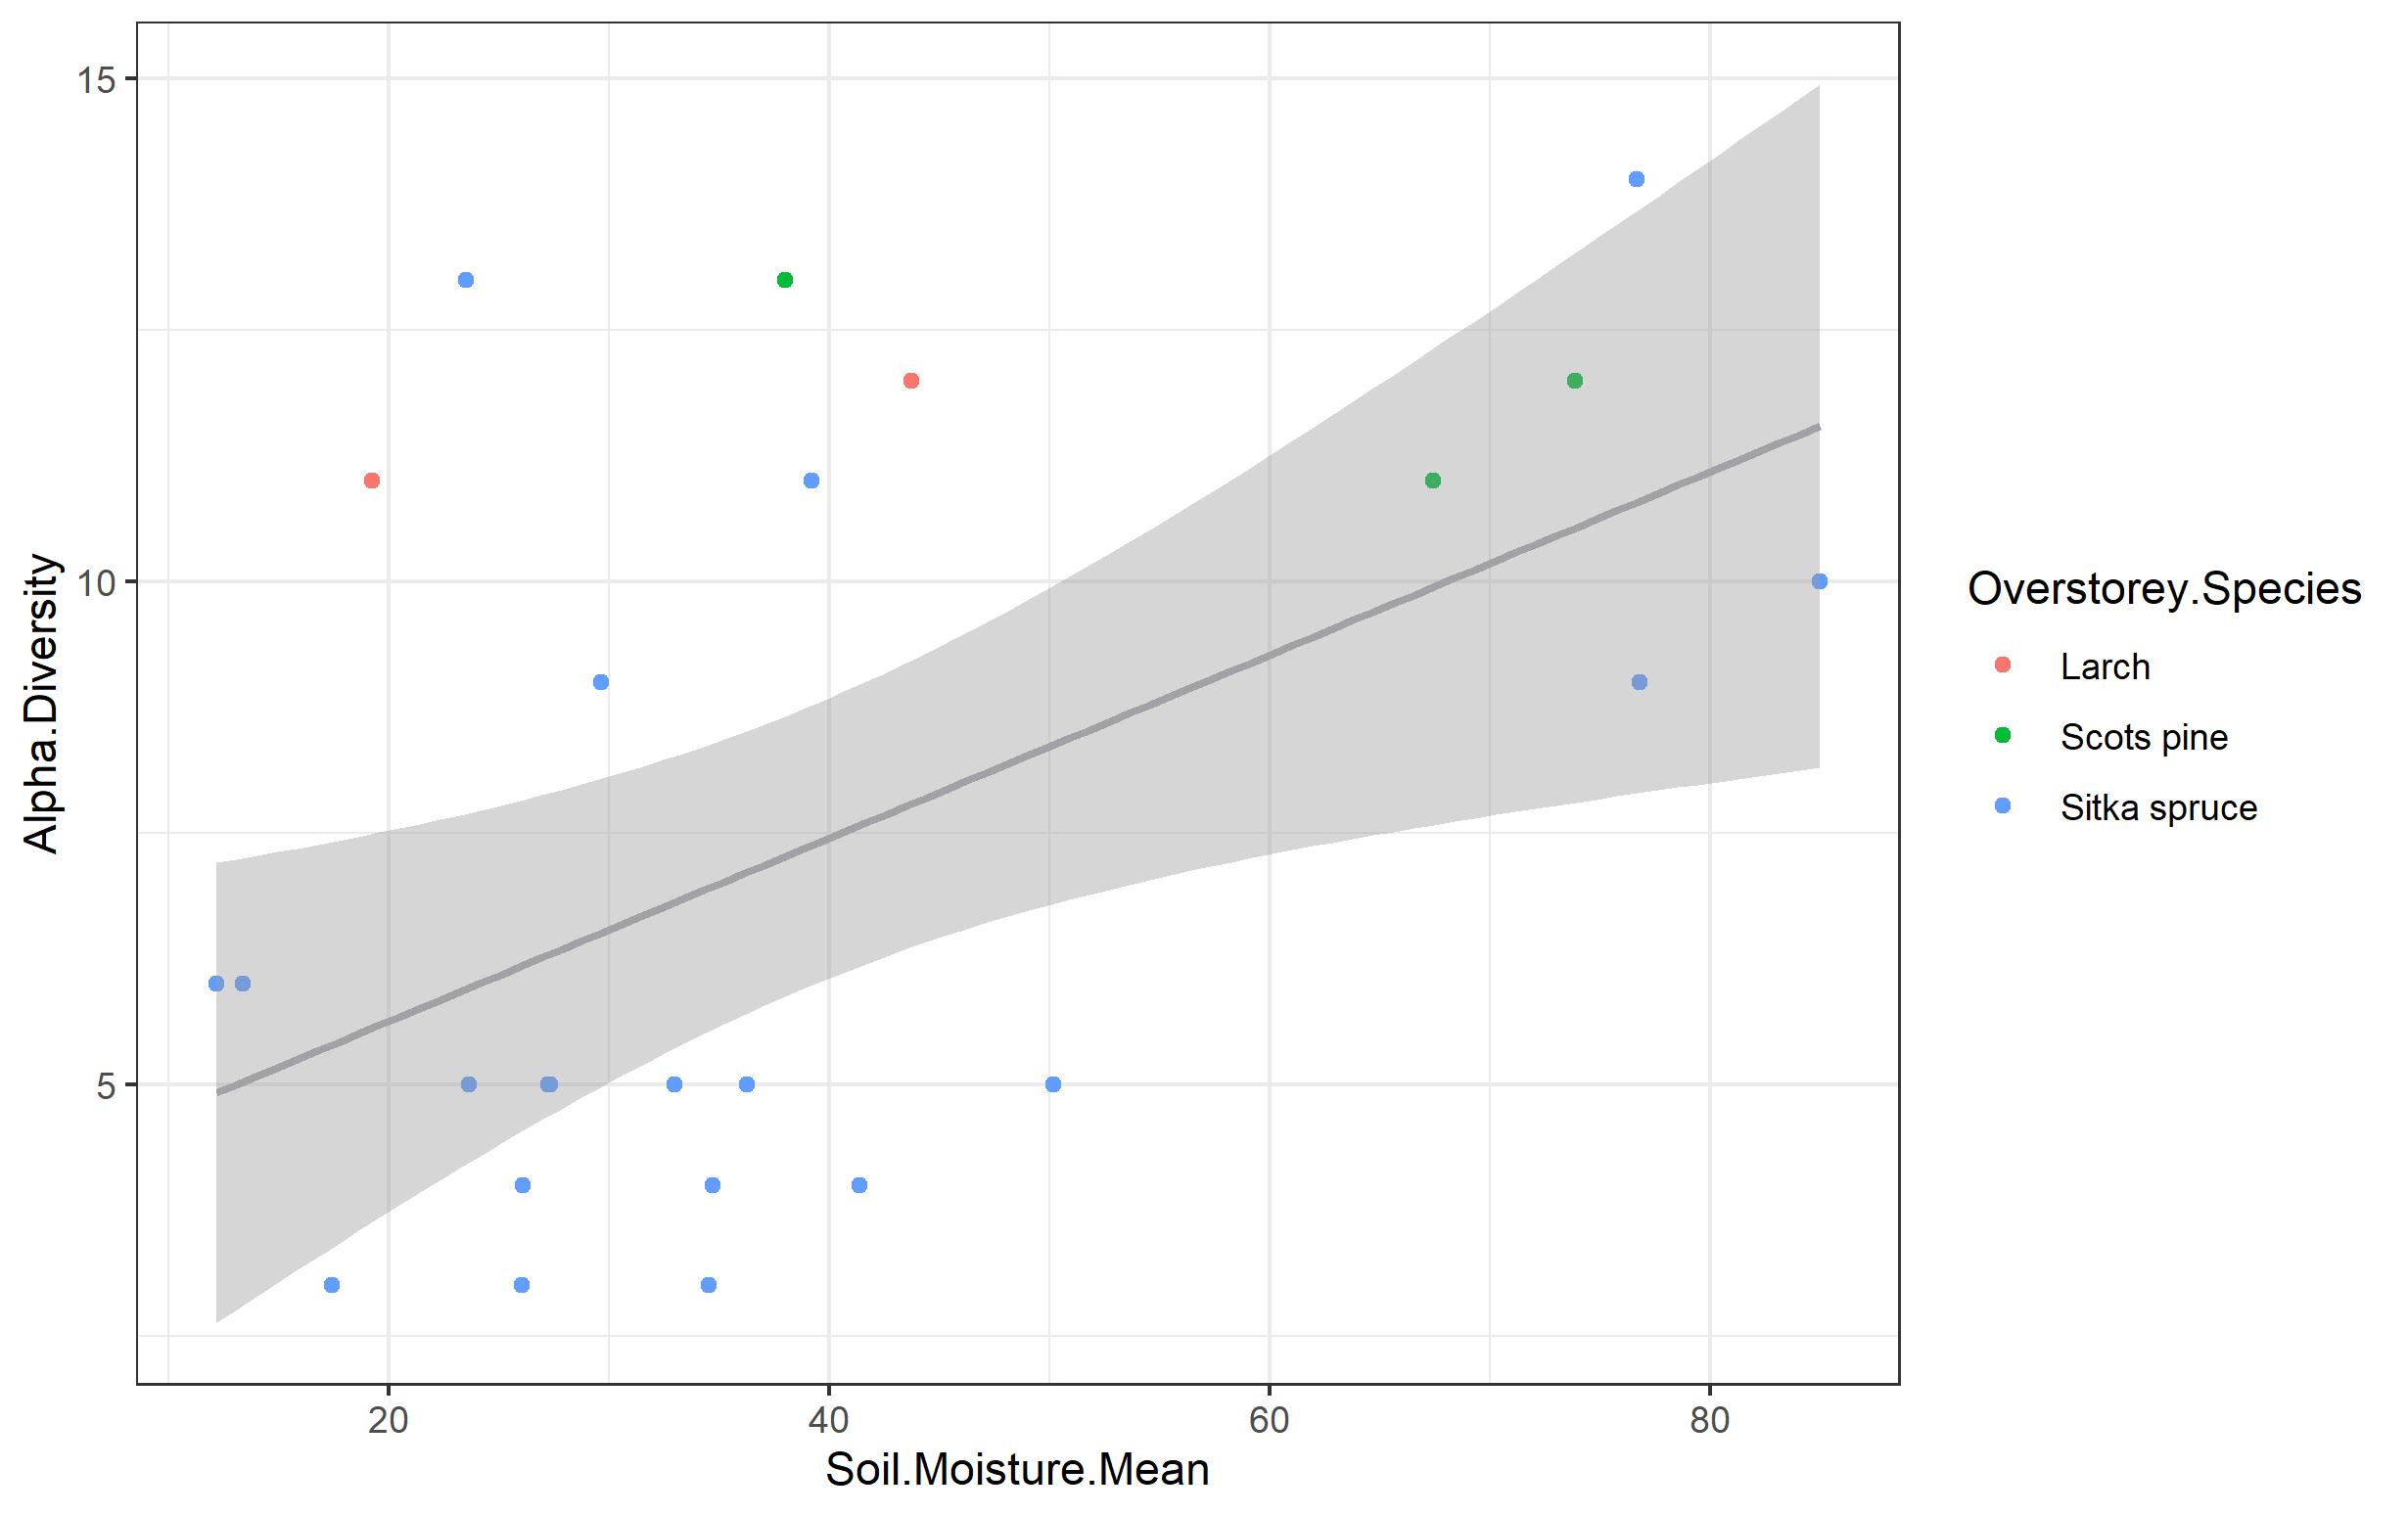 15
10
5
Alpha.Diversity
20 40 60 80
Soil.Moisture.Mean
Overstorey.Species
Larch
Scots pine
Sitka spruce